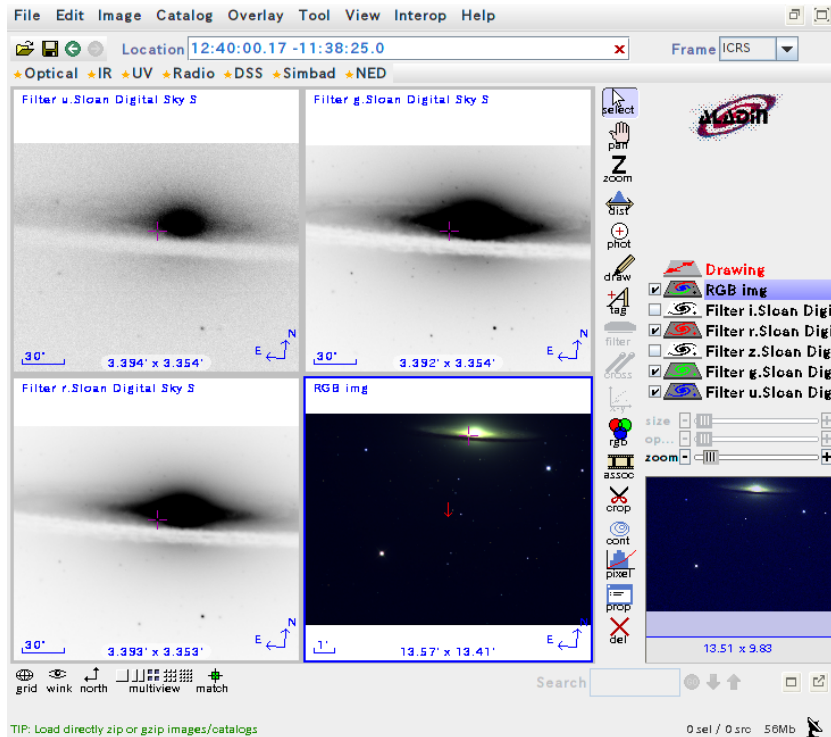 File Edit Image Catalog Overlay Tool View Interop Help
Location 12:40:00.17 -11:38:25.0 x Frame ICRS
Optical IR UV Radio DSS Simbad NED
Filter u.Sloan Digital Sky S
N
E
30"
3.394' x 3.354'
Filter g.Sloan Digital Sky S
N
E
30"
3.392' x 3.354'
Filter r.Sloan Digital Sky S
N
E
30"
3.393' x 3.353'
RGB img
N
E
1'
13.57' x 13.41'
select
pan
Z
zoom
dist
phot
draw
A
tag
filter
cross
x-y
rgb
assoc
crop
cont
pixel
prop
del
ALADIN
Drawing
RGB img
Filter i.Sloan Digi
Filter r.Sloan Digi
Filter z.Sloan Digi
Filter g.Sloan Digi
Filter u.Sloan Digi
size - +
op... - +
zoom - +
13.51 x 9.83
grid wink north multiview match
Search
TIP: Load directly zip or gzip images/catalogs
0 sel / 0 src 56Mb